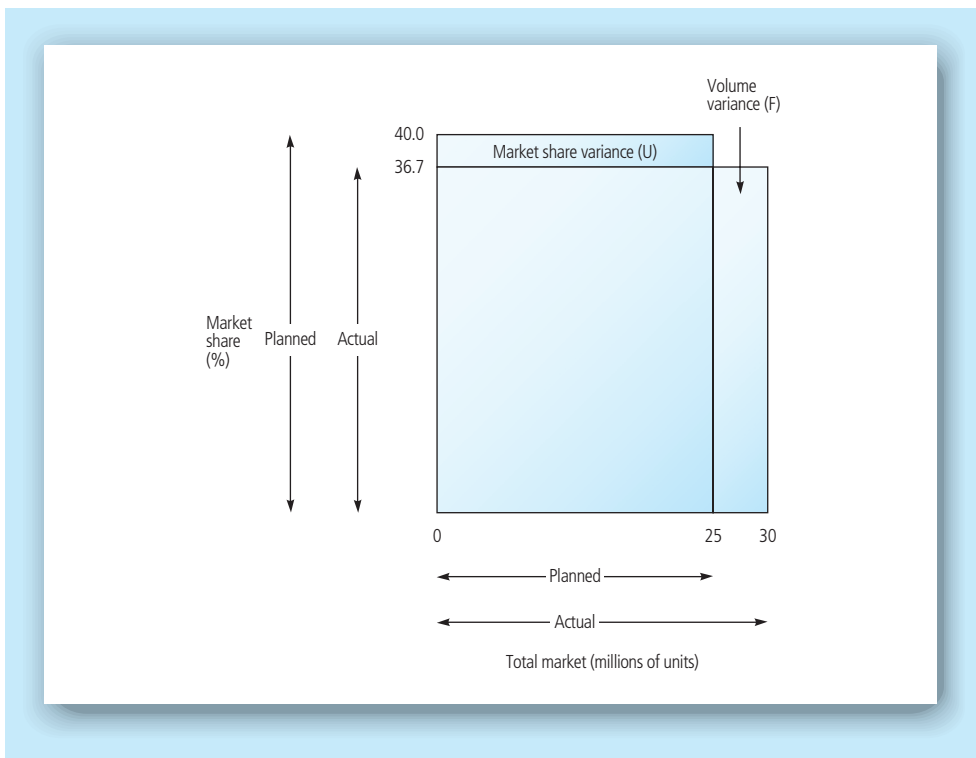 Volume
variance (F)
40.0
Market share variance (U)
36.7
Market
share
(%)
Planned
Actual
0
25
30
Planned
Actual
Total market (millions of units)